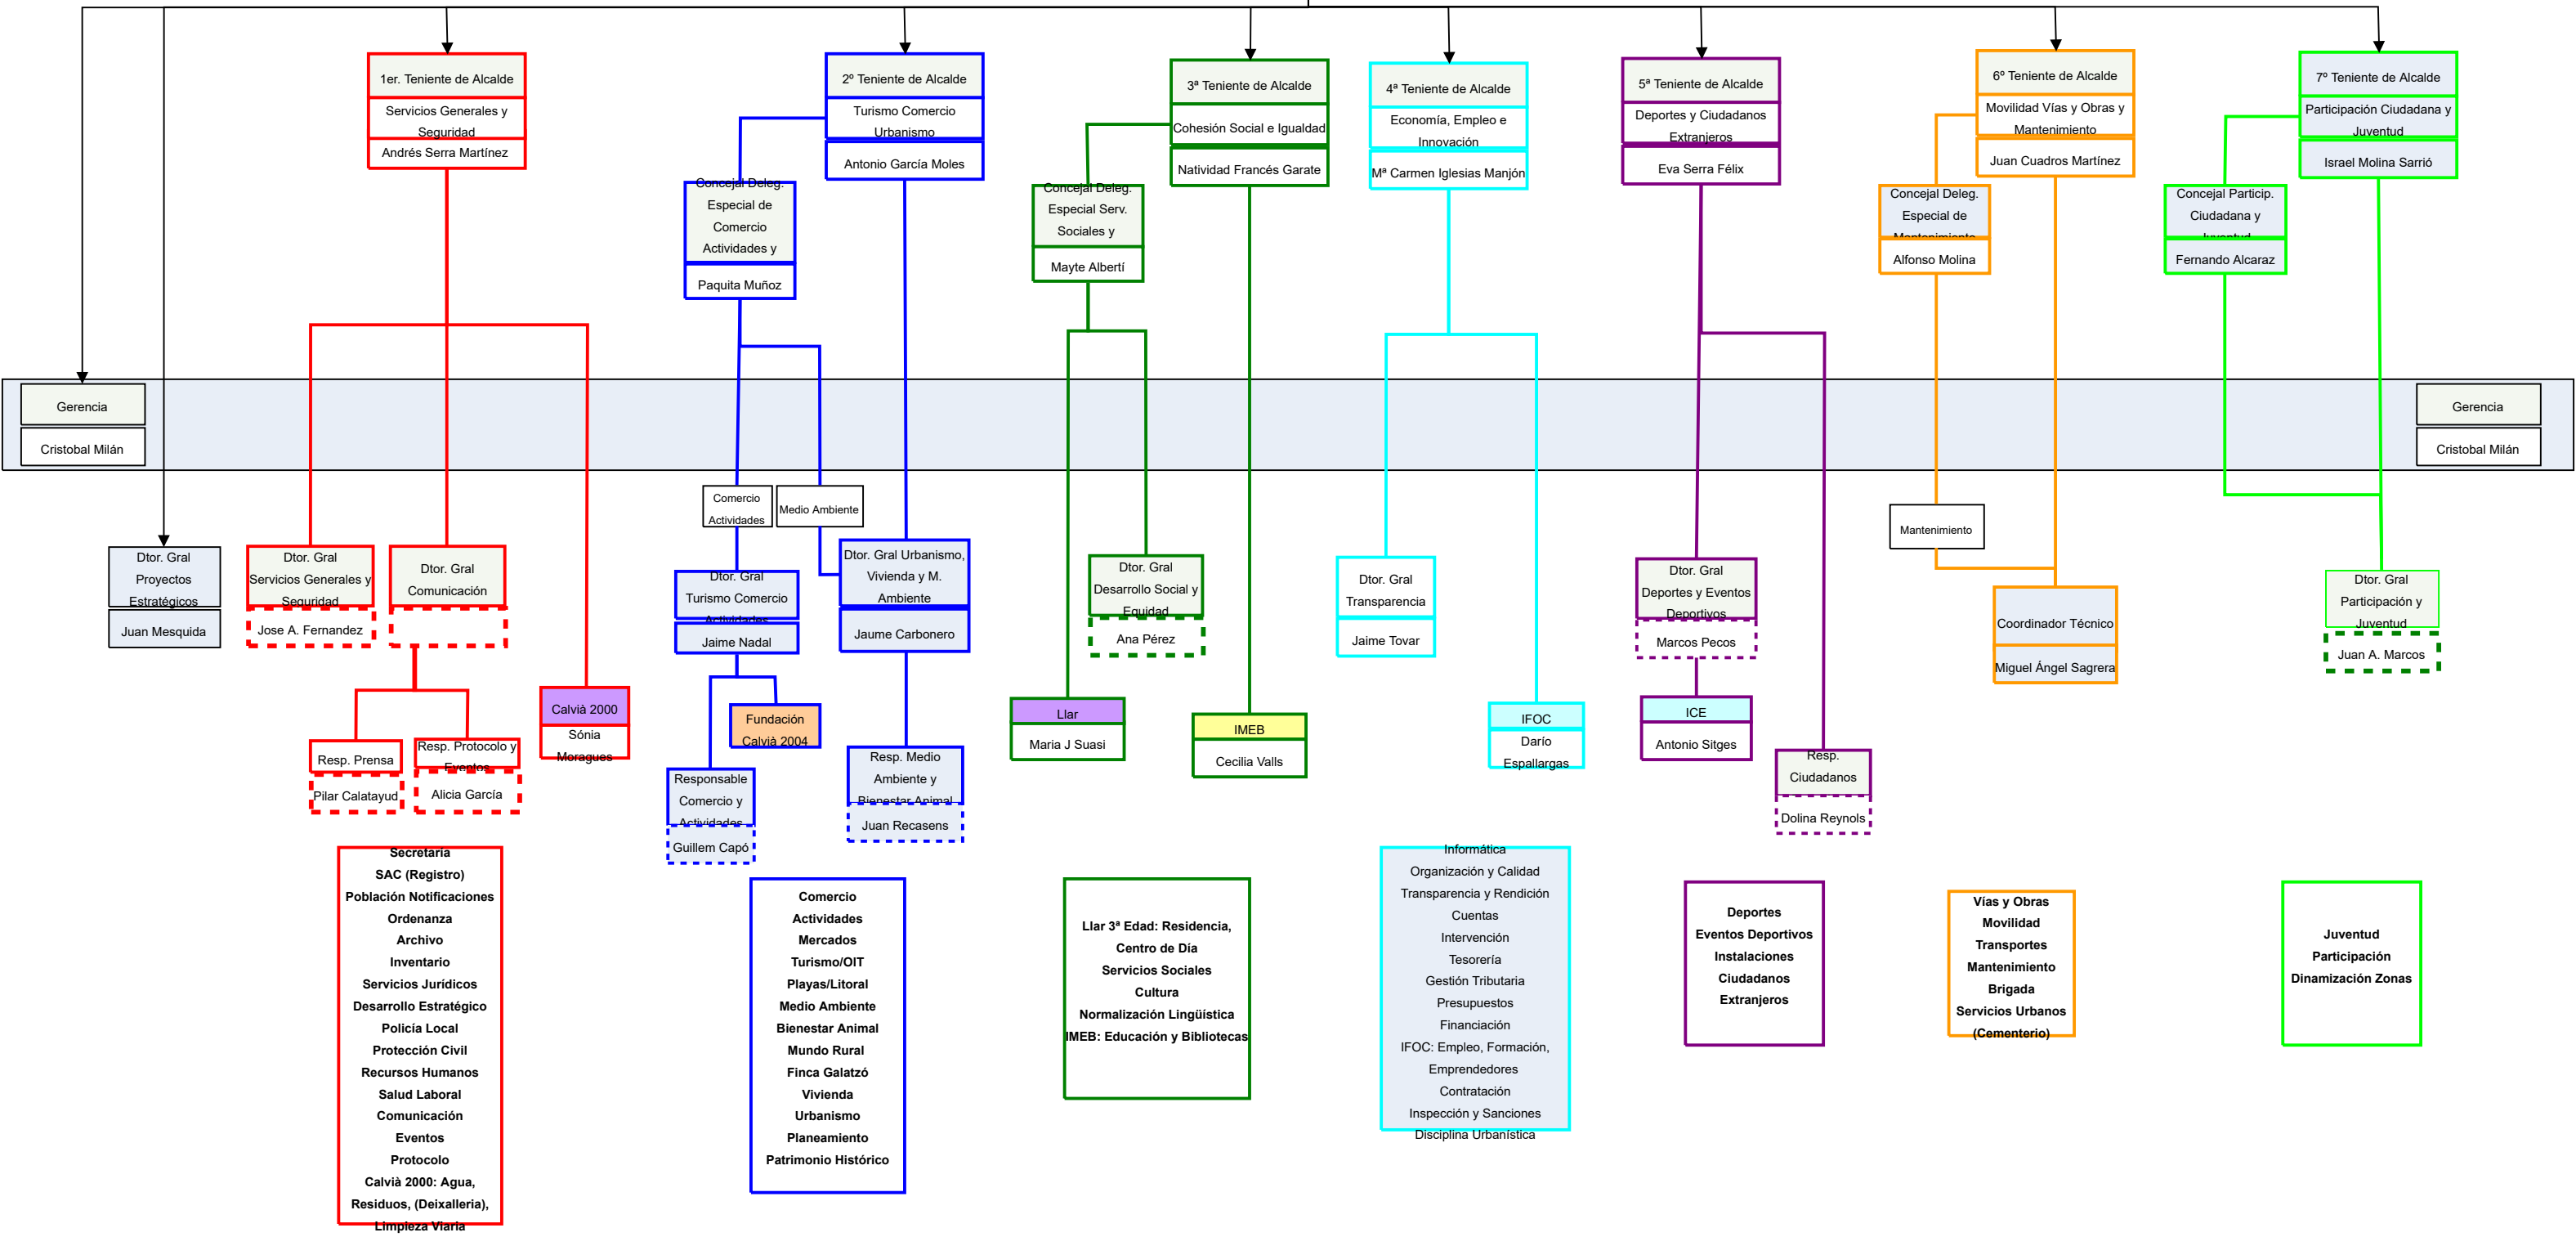 1er. Teniente de Alcalde
Servicios Generales y
Seguridad
Andrés Serra Martínez
2º Teniente de Alcalde
Turismo Comercio
Urbanismo
Antonio García Moles
3ª Teniente de Alcalde
Cohesión Social e Igualdad
Natividad Francés Garate
4ª Teniente de Alcalde
Economía, Empleo e
Innovación
Mª Carmen Iglesias Manjón
5ª Teniente de Alcalde
Deportes y Ciudadanos
Extranjeros
Eva Serra Félix
6º Teniente de Alcalde
Movilidad Vías y Obras y
Mantenimiento
Juan Cuadros Martínez
7º Teniente de Alcalde
Participación Ciudadana y
Juventud
Israel Molina Sarrió
Concejal Deleg.
Especial de
Comercio
Actividades y
Paquita Muñoz
Concejal Deleg.
Especial Serv.
Sociales y
Mayte Albertí
Concejal Deleg.
Especial de
Mantenimiento
Alfonso Molina
Concejal Particip.
Ciudadana y
Juventud
Fernando Alcaraz
Gerencia
Cristobal Milán
Gerencia
Cristobal Milán
Comercio
Actividades
Medio Ambiente
Mantenimiento
Dtor. Gral
Proyectos
Estratégicos
Juan Mesquida
Dtor. Gral
Servicios Generales y
Seguridad
Jose A. Fernandez
Dtor. Gral
Comunicación
Dtor. Gral
Turismo Comercio
Actividades
Jaime Nadal
Dtor. Gral Urbanismo,
Vivienda y M.
Ambiente
Jaume Carbonero
Dtor. Gral
Desarrollo Social y
Equidad
Ana Pérez
Dtor. Gral
Transparencia
Jaime Tovar
Dtor. Gral
Deportes y Eventos
Deportivos
Marcos Pecos
Coordinador Técnico
Miguel Ángel Sagrera
Dtor. Gral
Participación y
Juventud
Juan A. Marcos
Resp. Prensa
Pilar Calatayud
Resp. Protocolo y
Eventos
Alicia García
Calvià 2000
Sónia
Moragues
Fundación
Calvià 2004
Responsable
Comercio y
Actividades
Guillem Capó
Resp. Medio
Ambiente y
Bienestar Animal
Juan Recasens
Llar
Maria J Suasi
IMEB
Cecilia Valls
IFOC
Darío
Espallargas
ICE
Antonio Sitges
Resp.
Ciudadanos
Dolina Reynols
Secretaría
SAC (Registro)
Población Notificaciones
Ordenanza
Archivo
Inventario
Servicios Jurídicos
Desarrollo Estratégico
Policía Local
Protección Civil
Recursos Humanos
Salud Laboral
Comunicación
Eventos
Protocolo
Calvià 2000: Agua,
Residuos, (Deixalleria),
Limpieza Viaria
Comercio
Actividades
Mercados
Turismo/OIT
Playas/Litoral
Medio Ambiente
Bienestar Animal
Mundo Rural
Finca Galatzó
Vivienda
Urbanismo
Planeamiento
Patrimonio Histórico
Llar 3ª Edad: Residencia,
Centro de Día
Servicios Sociales
Cultura
Normalización Lingüística
IMEB: Educación y Bibliotecas
Informática
Organización y Calidad
Transparencia y Rendición
Cuentas
Intervención
Tesorería
Gestión Tributaria
Presupuestos
Financiación
IFOC: Empleo, Formación,
Emprendedores
Contratación
Inspección y Sanciones
Disciplina Urbanística
Deportes
Eventos Deportivos
Instalaciones
Ciudadanos
Extranjeros
Vías y Obras
Movilidad
Transportes
Mantenimiento
Brigada
Servicios Urbanos
(Cementerio)
Juventud
Participación
Dinamización Zonas